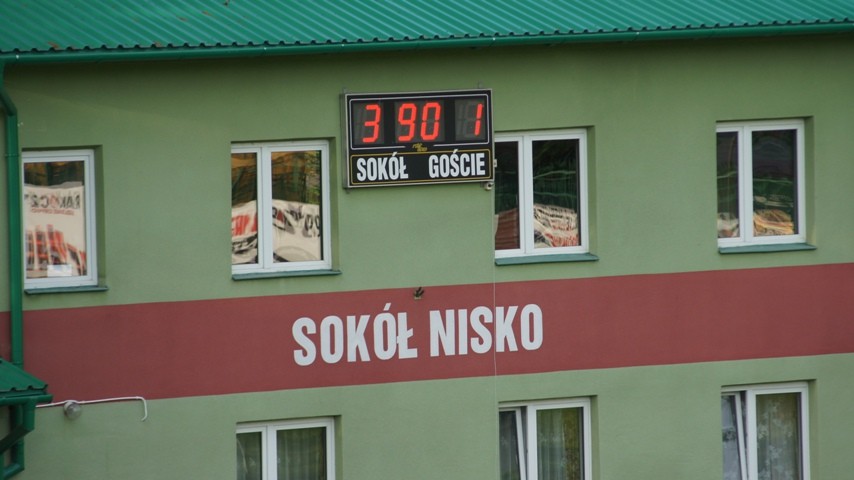 3 90 1
SOKÓŁ GOŚCIE
SOKÓŁ NISKO